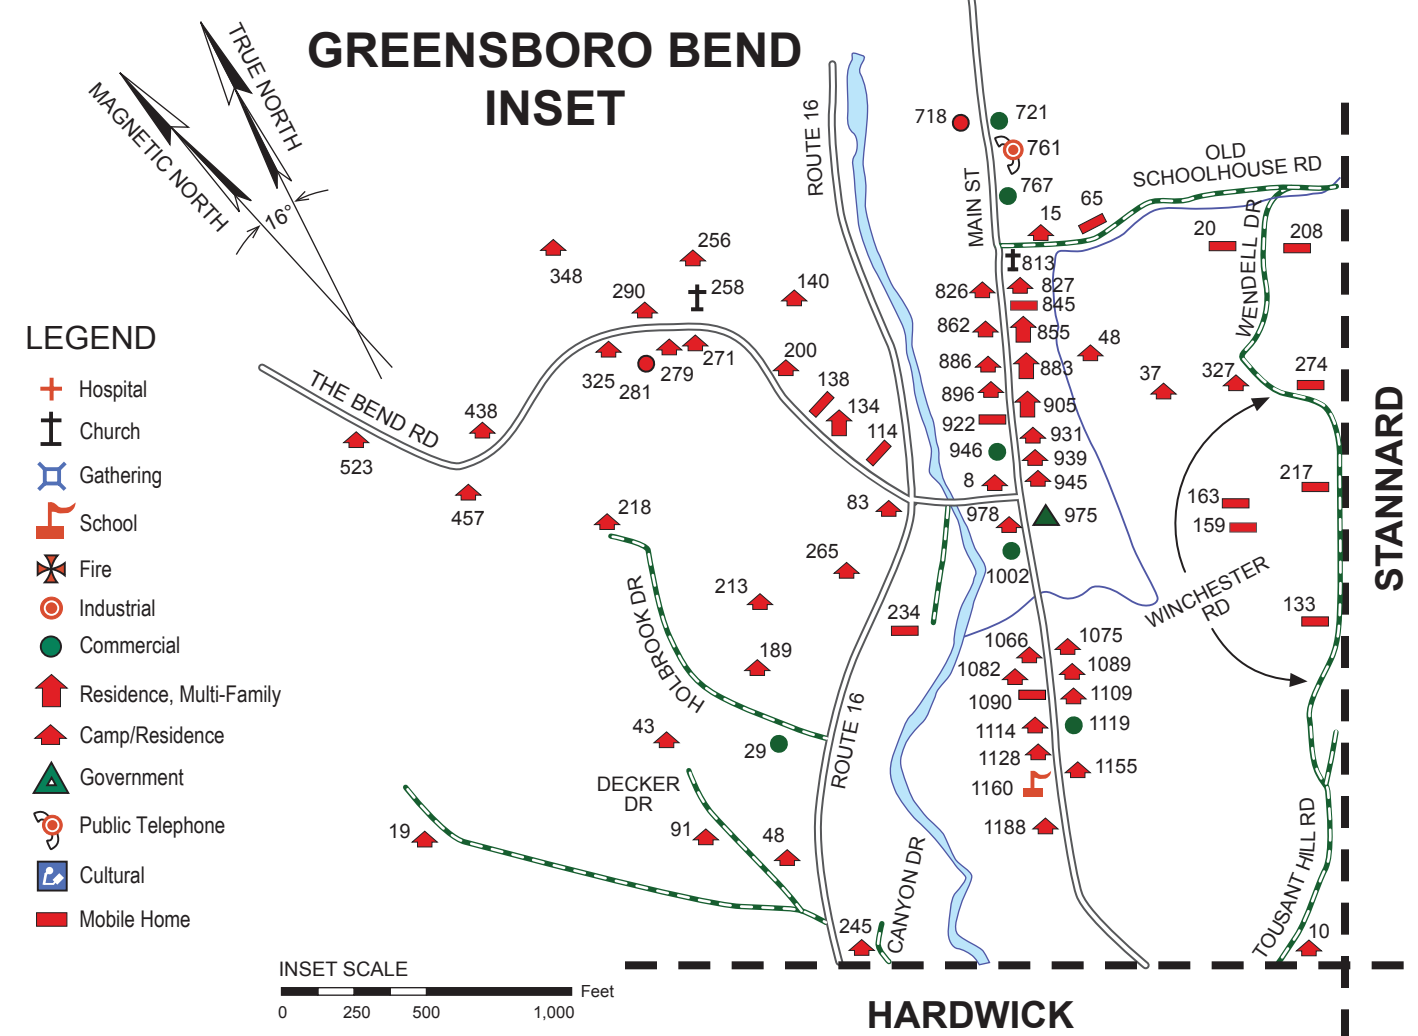 GREENSBORO BEND
INSET
TRUE NORTH
MAGNETIC NORTH
16°
ROUTE 16
MAIN ST
718
721
761
767
OLD
SCHOOLHOUSE RD
15
65
20
208
WENDELL DR
813
256
348
258
290
140
826
827
845
862
855
48
886
883
37
327
274
896
905
922
931
946
939
8
945
978
975
1002
325
281
279
271
200
138
134
114
83
THE BEND RD
438
523
457
LEGEND
Hospital
Church
Gathering
School
Fire
Industrial
Commercial
Residence, Multi-Family
Camp/Residence
Government
Public Telephone
Cultural
Mobile Home
218
265
213
189
HOLBROOK DR
234
217
163
159
WINCHESTER
RD
133
STANNARD
1066
1075
1082
1089
1090
1109
1114
1119
1128
1155
1160
1188
43
29
ROUTE 16
DECKER
DR
91
48
19
245
CANYON DR
TOUSANT HILL RD
10
INSET SCALE
Feet
0 250 500 1,000
HARDWICK